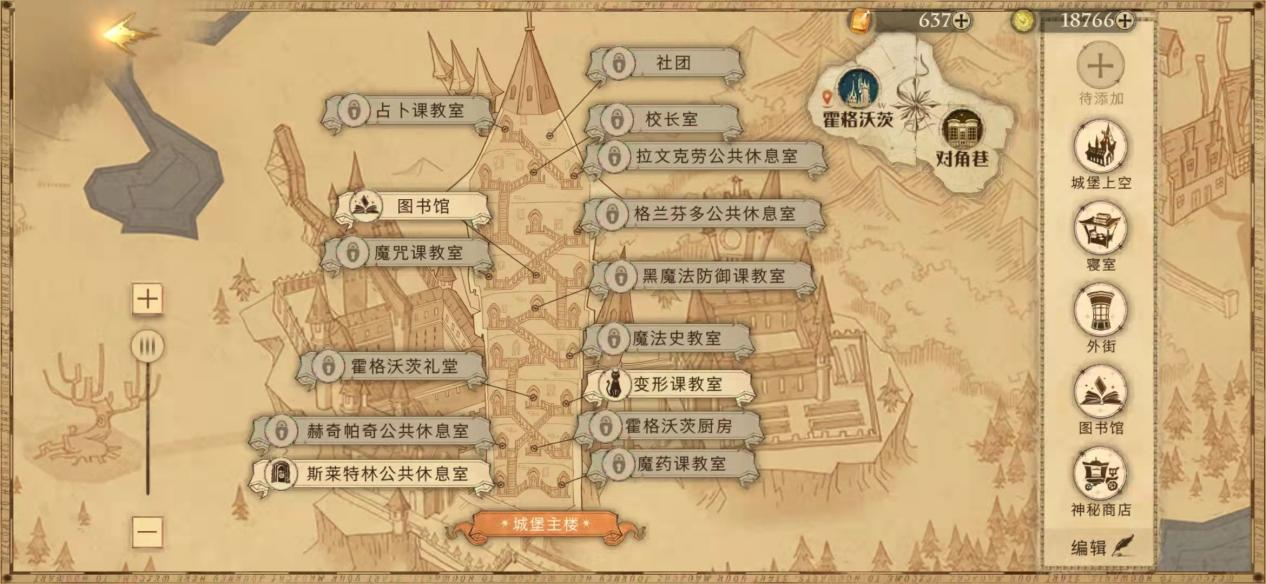 637
18766
社团
占卜课教室
校长室
拉文克劳公共休息室
图书馆
格兰芬多公共休息室
魔咒课教室
黑魔法防御课教室
魔法史教室
霍格沃茨礼堂
变形课教室
霍格沃茨厨房
赫奇帕奇公共休息室
魔药课教室
斯莱特林公共休息室
城堡主楼
霍格沃茨
W
对角巷
待添加
城堡上空
寝室
外街
图书馆
神秘商店
编辑